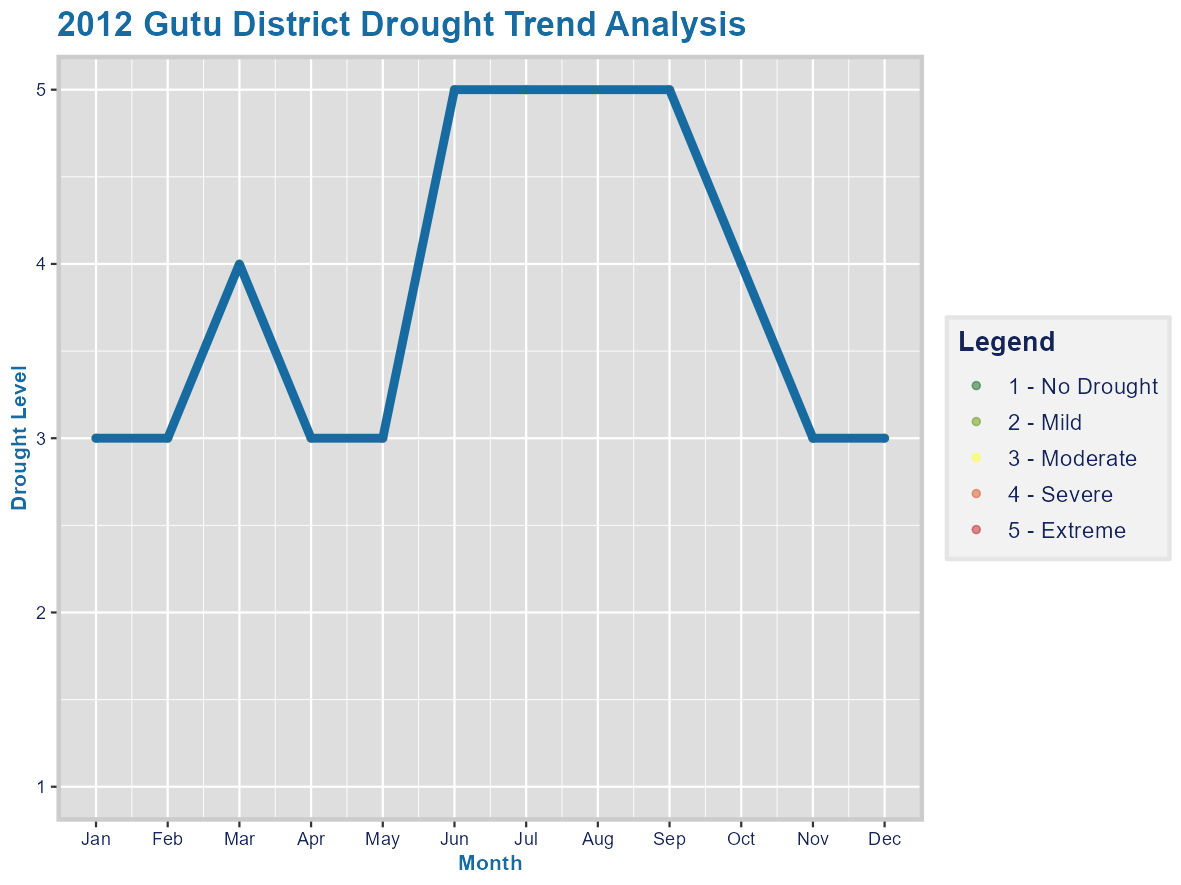 2012 Gutu District Drought Trend Analysis
Drought Level
5
4
3
2
1
Jan Feb Mar Apr May Jun Jul Aug Sep Oct Nov Dec
Month
Legend
1 - No Drought
2 - Mild
3 - Moderate
4 - Severe
5 - Extreme